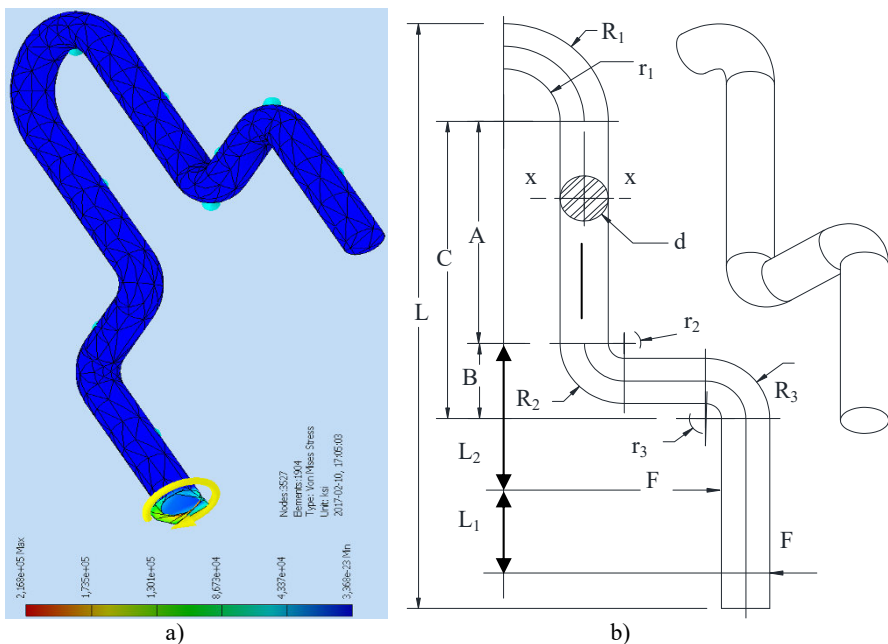 Nodes:3527
Elements:1904
Type: Von Mises Stress
Unit: ksi
2017-02-10, 17:05:03
2,168e+05 Max
1,735e+05
1,301e+05
8,673e+04
4,337e+04
3,368e-23 Min
a)
R1
r1
x x
d
A
C
L
r2
B
R2
R3
r3
L2
F
L1
F
b)